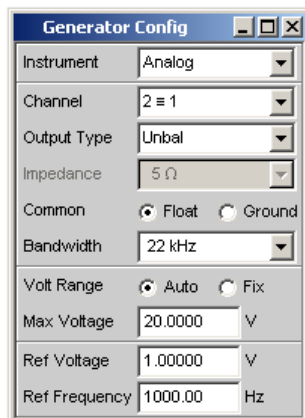 Generator Config
Instrument Analog
Channel 2 ≡ 1
Output Type Unbal
Impedance 5 Ω
Common Float Ground
Bandwidth 22 kHz
Volt Range Auto Fix
Max Voltage 20.0000 V
Ref Voltage 1.00000 V
Ref Frequency 1000.00 Hz